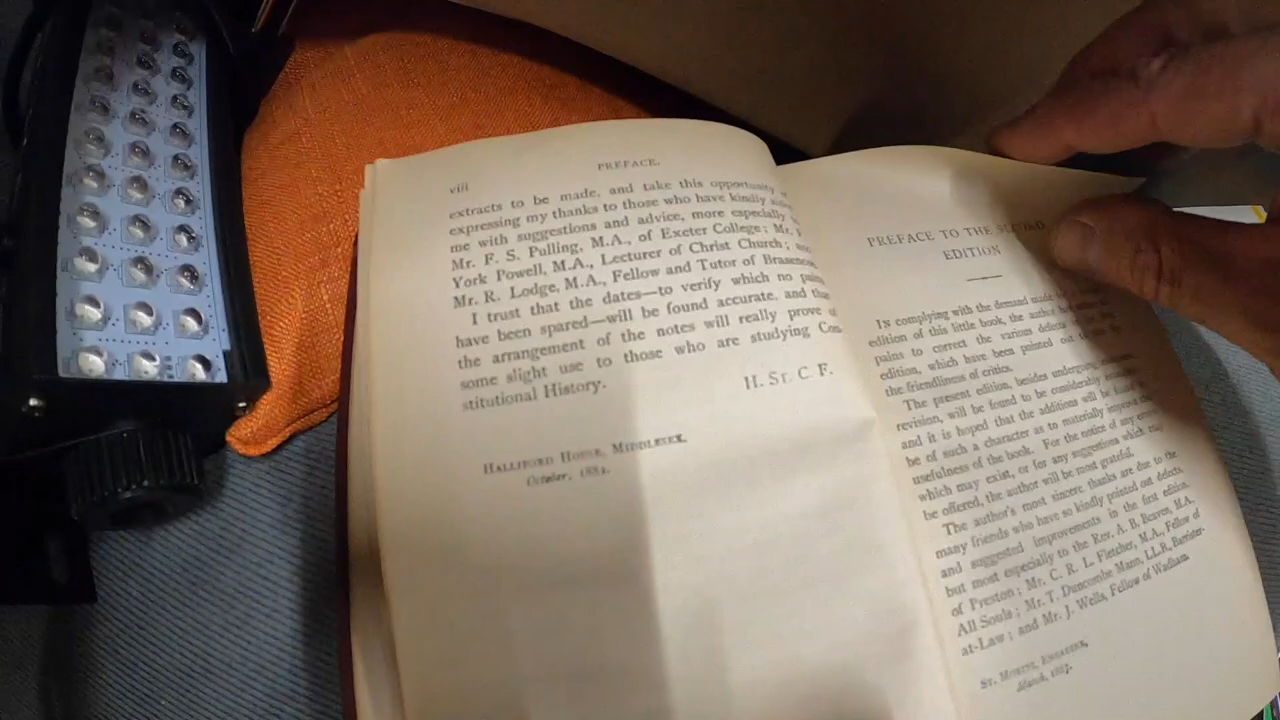 viii
PREFACE.
extracts to be made, and take this opportunity
expressing my thanks to those who have kindly
me with suggestions and advice, more especially
Mr. F. S. Pulling, M.A., of Exeter College; Mr.
York Powell, M.A., Lecturer of Christ Church;
Mr. R. Lodge, M.A., Fellow and Tutor of
I trust that the dates—to verify which no
have been spared—will be found accurate, and
the arrangement of the notes will really prove
some slight use to those who are studying
stitutional History.
H. St. C. F.
HALLIFORD HOUSE, MIDDLESEX,
October,
PREFACE TO THE SECOND
EDITION
IN complying with the demand made
edition of this little book, the author
pains to correct the various defects
edition, which have been pointed out
the friendliness of critics.
The present edition, besides
revision, will be found to be considerably
and it is hoped that the additions will be found
be of such a character as to materially
usefulness of the book. For the notice of any
which may exist, or for any suggestions which may
be offered, the author will be most grateful.
The author's most sincere thanks are due to the
many friends who have so kindly pointed out defects
and suggested improvements in the first edition,
but most especially to the Rev. A. B. Beaven, M.A.
of Preston; Mr. C. R. L. Fletcher, M.A., Fellow of
All Souls; Mr. T. Duncombe Mann, LL.B., Barrister-
at-Law; and Mr. J. Wells, Fellow of Wadham.
ST. MORITZ, ENGADINE,
March,